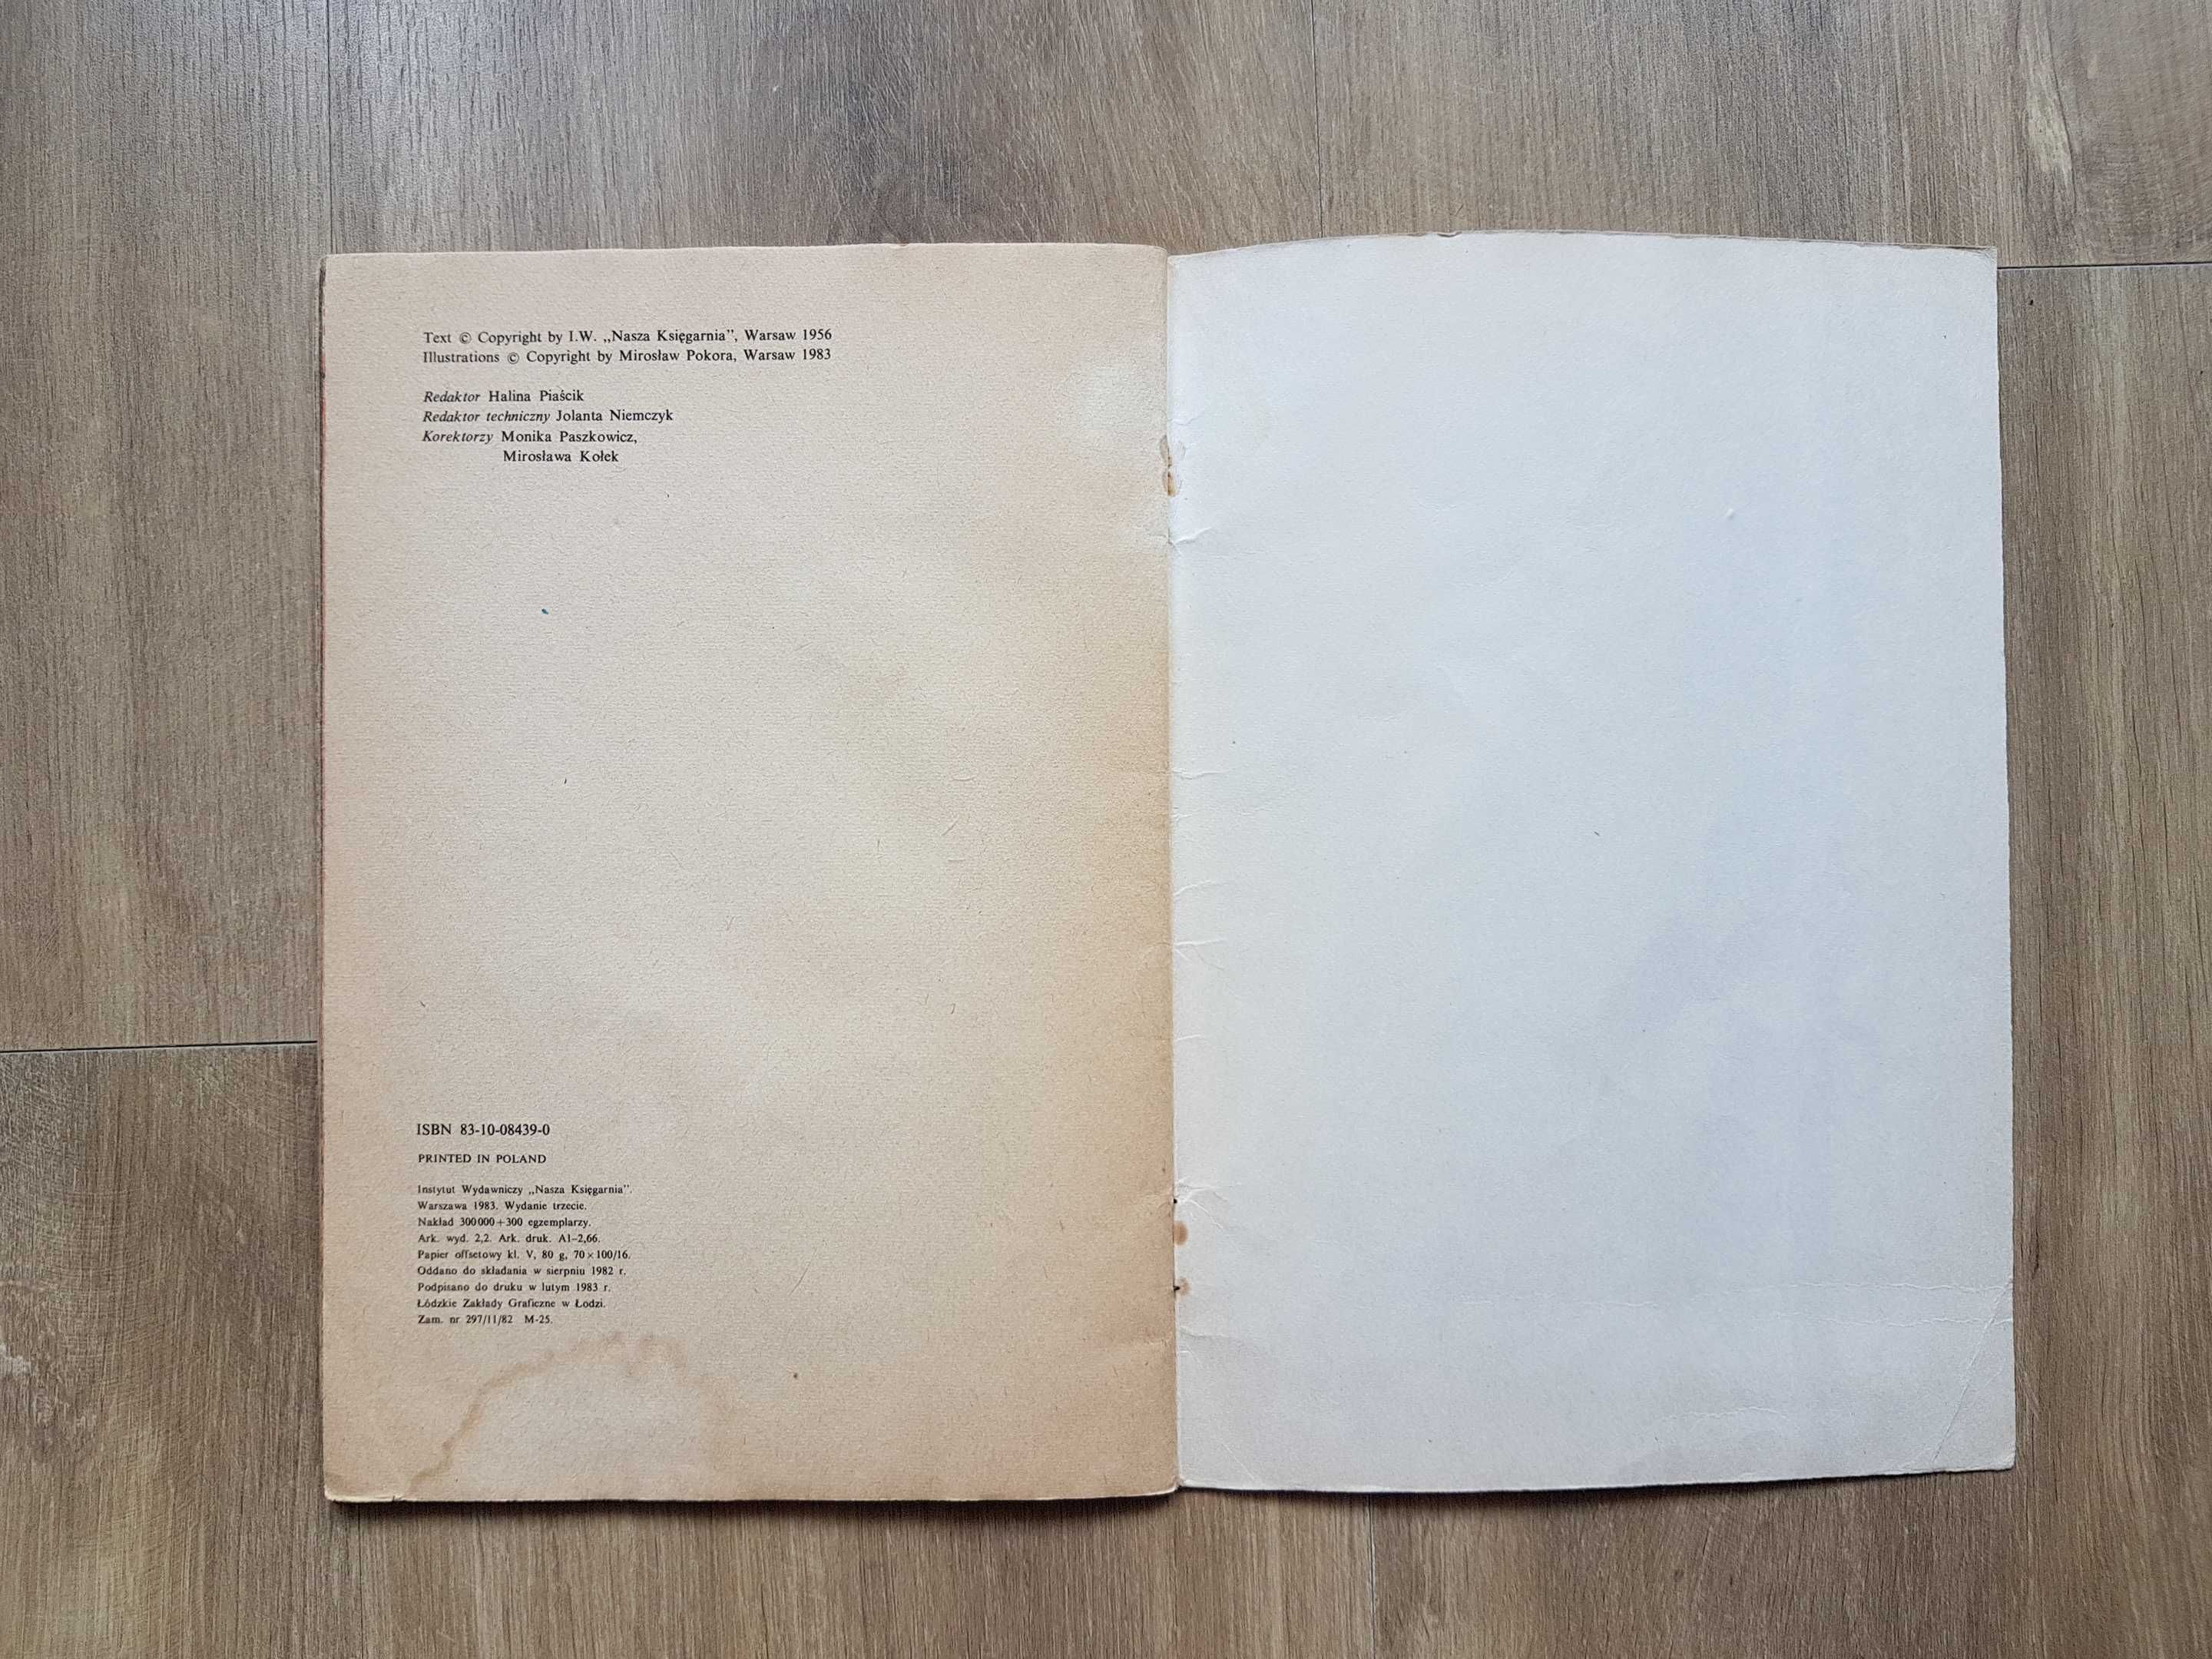 Text © Copyright by I.W. „Nasza Księgarnia”, Warsaw 1956
Illustrations © Copyright by Mirosław Pokora, Warsaw 1983
Redaktor Halina Piaścik
Redaktor techniczny Jolanta Niemczyk
Korektorzy Monika Paszkowicz,
Mirosława Kołek
ISBN 83-10-08439-0
PRINTED IN POLAND
Instytut Wydawniczy „Nasza Księgarnia”.
Warszawa 1983. Wydanie trzecie.
Nakład 300 000+300 egzemplarzy.
Ark. wyd. 2,2. Ark. druk. A1–2,66.
Papier offsetowy kl. V, 80 g, 70×100/16.
Oddano do składania w sierpniu 1982 r.
Podpisano do druku w lutym 1983 r.
Łódzkie Zakłady Graficzne w Łodzi.
Zam. nr 297/11/82 M-25.